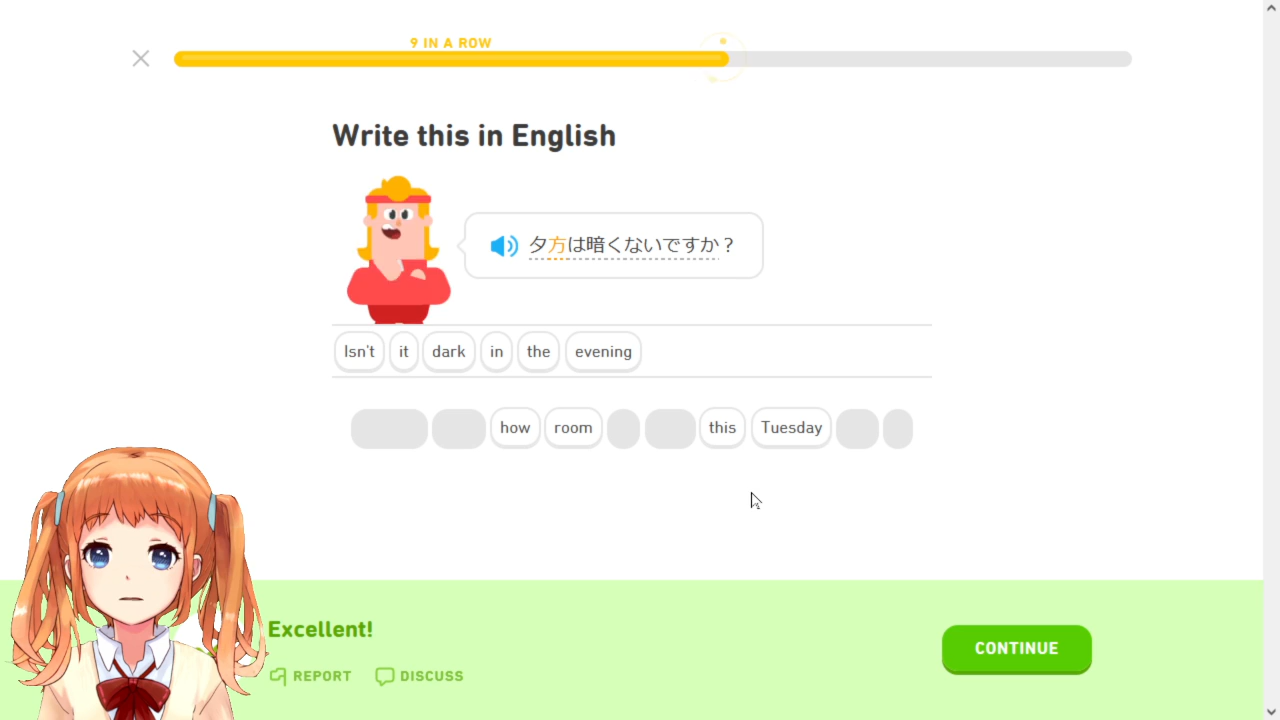 9 IN A ROW
Write this in English
夕方は暗くないですか？
Isn't it dark in the evening
how room this Tuesday
Excellent!
REPORT DISCUSS
CONTINUE